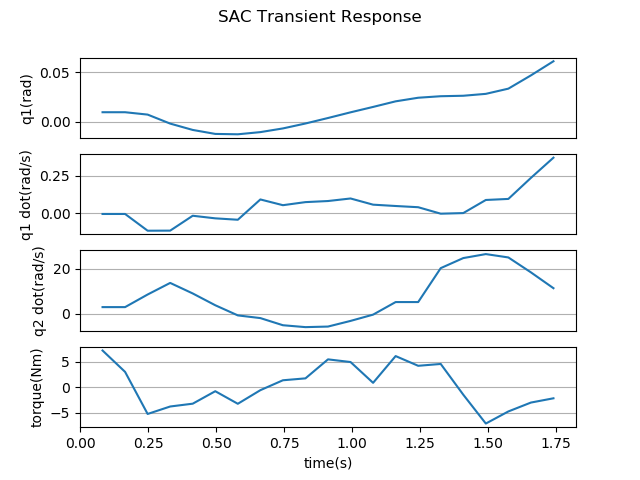 SAC Transient Response
q1(rad)
0.05
0.00
q1 dot(rad/s)
0.25
0.00
q2 dot(rad/s)
20
0
torque(Nm)
5
0
−5
0.00 0.25 0.50 0.75 1.00 1.25 1.50 1.75
time(s)